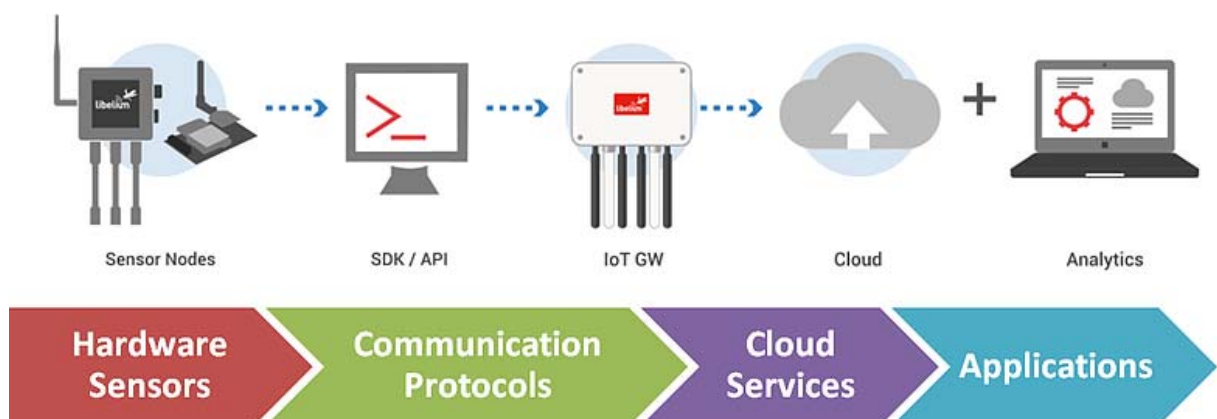 libelium
>_
libelium
Sensor Nodes
SDK / API
IoT GW
+
Cloud
Analytics
Hardware
Sensors
Communication
Protocols
Cloud
Services
Applications